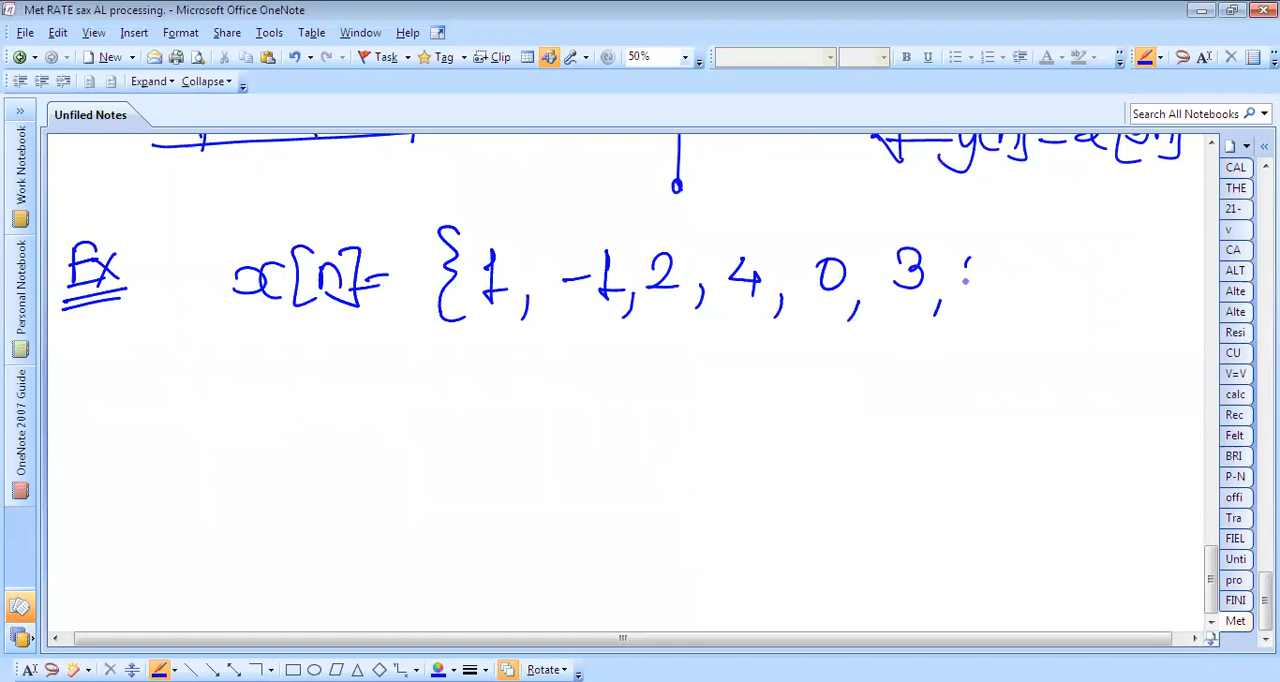 Met RATE sax AL processing. - Microsoft Office OneNote
File Edit View Insert Format Share Tools Table Window Help
New Task Tag Clip 50% B U A ab A
Expand Collapse
Unfiled Notes
Search All Notebooks
Work Notebook
Personal Notebook
OneNote 2007 Guide
Ex x[n]= {1, -1, 2, 4, 0, 3,
CAL
THE
21-
v
CA
ALT
Alte
Alte
Resi
CU
V=V
calc
Rec
Felt
BRI
P-N
offi
Tra
FIEL
Unti
pro
FINI
Met
A Rotate